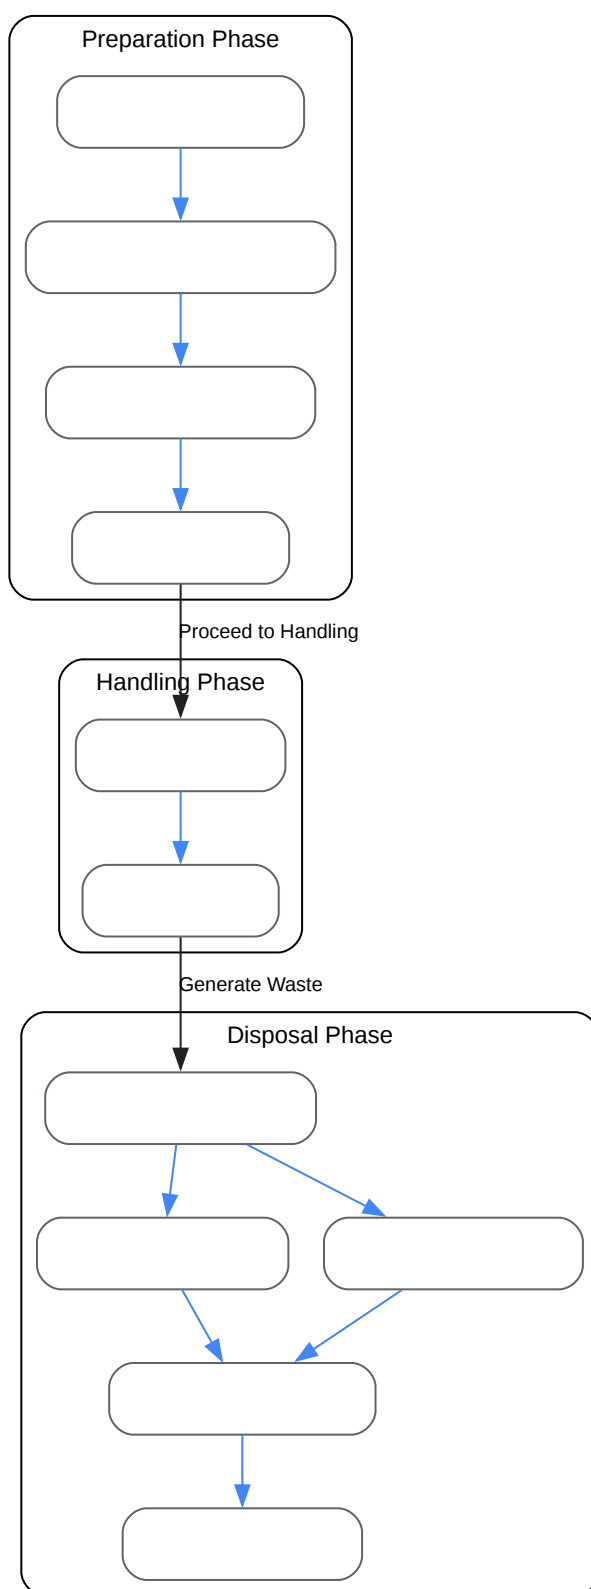 Preparation Phase
Proceed to Handling
Handling Phase
Generate Waste
Disposal Phase